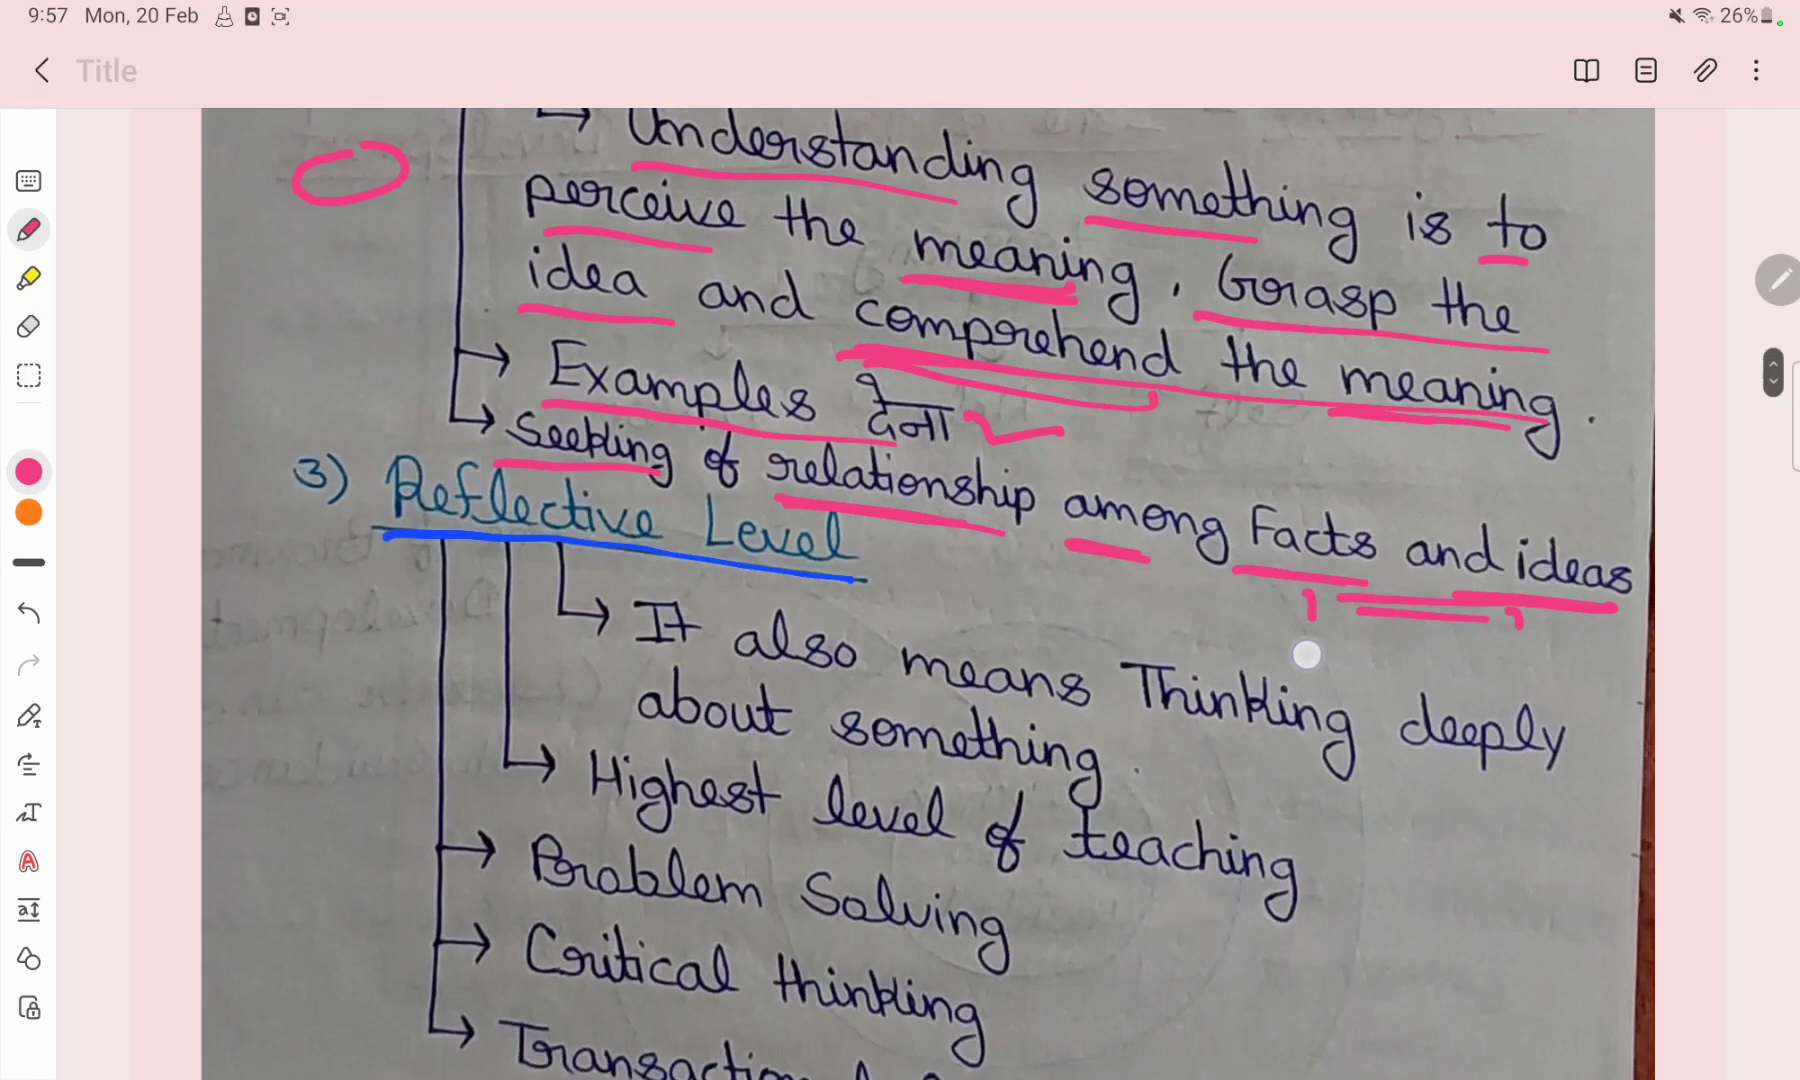 9:57 Mon, 20 Feb
26%
Title
Understanding something is to
perceive the meaning, Grasp the
idea and comprehend the meaning.
Examples देना
Seeking of relationship among Facts and ideas
3) Reflective Level
It also means Thinking deeply
about something.
Highest level of teaching
Problem Solving
Critical thinking